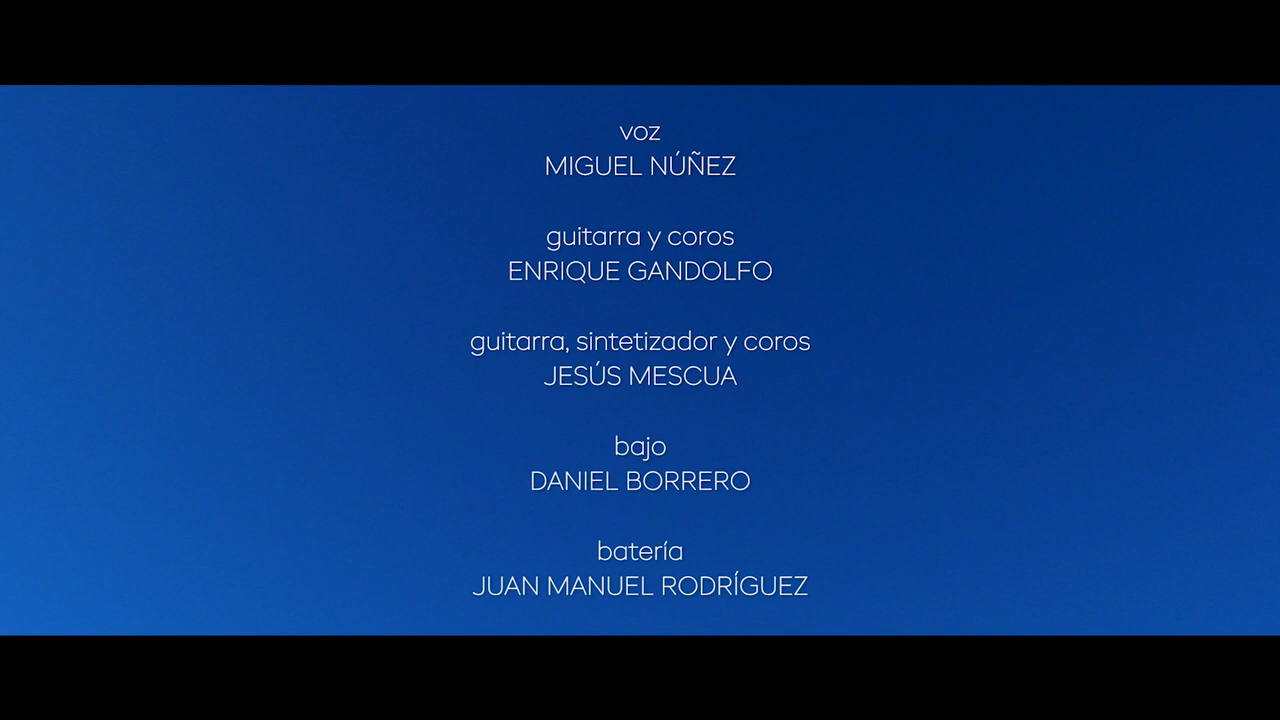 voz
MIGUEL NÚÑEZ
guitarra y coros
ENRIQUE GANDOLFO
guitarra, sintetizador y coros
JESÚS MESCUA
bajo
DANIEL BORRERO
batería
JUAN MANUEL RODRÍGUEZ